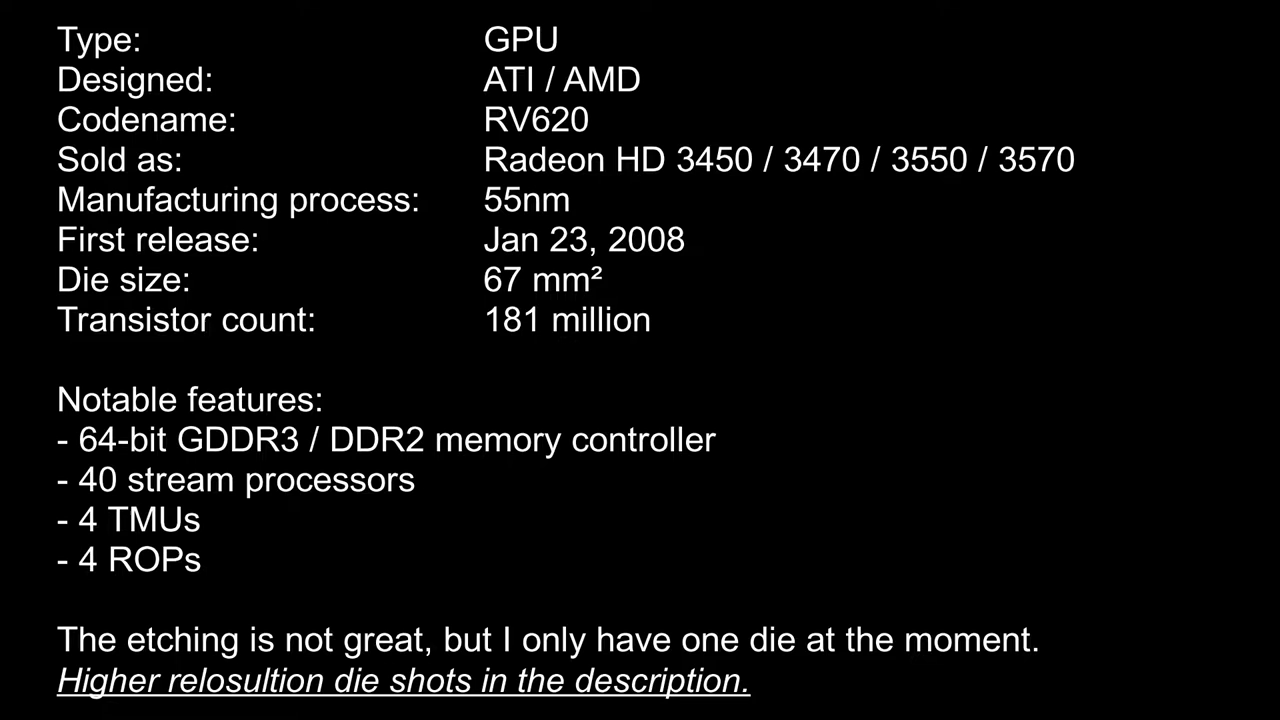 Type: GPU
Designed: ATI / AMD
Codename: RV620
Sold as: Radeon HD 3450 / 3470 / 3550 / 3570
Manufacturing process: 55nm
First release: Jan 23, 2008
Die size: 67 mm²
Transistor count: 181 million
Notable features:
- 64-bit GDDR3 / DDR2 memory controller
- 40 stream processors
- 4 TMUs
- 4 ROPs
The etching is not great, but I only have one die at the moment.
Higher relosultion die shots in the description.